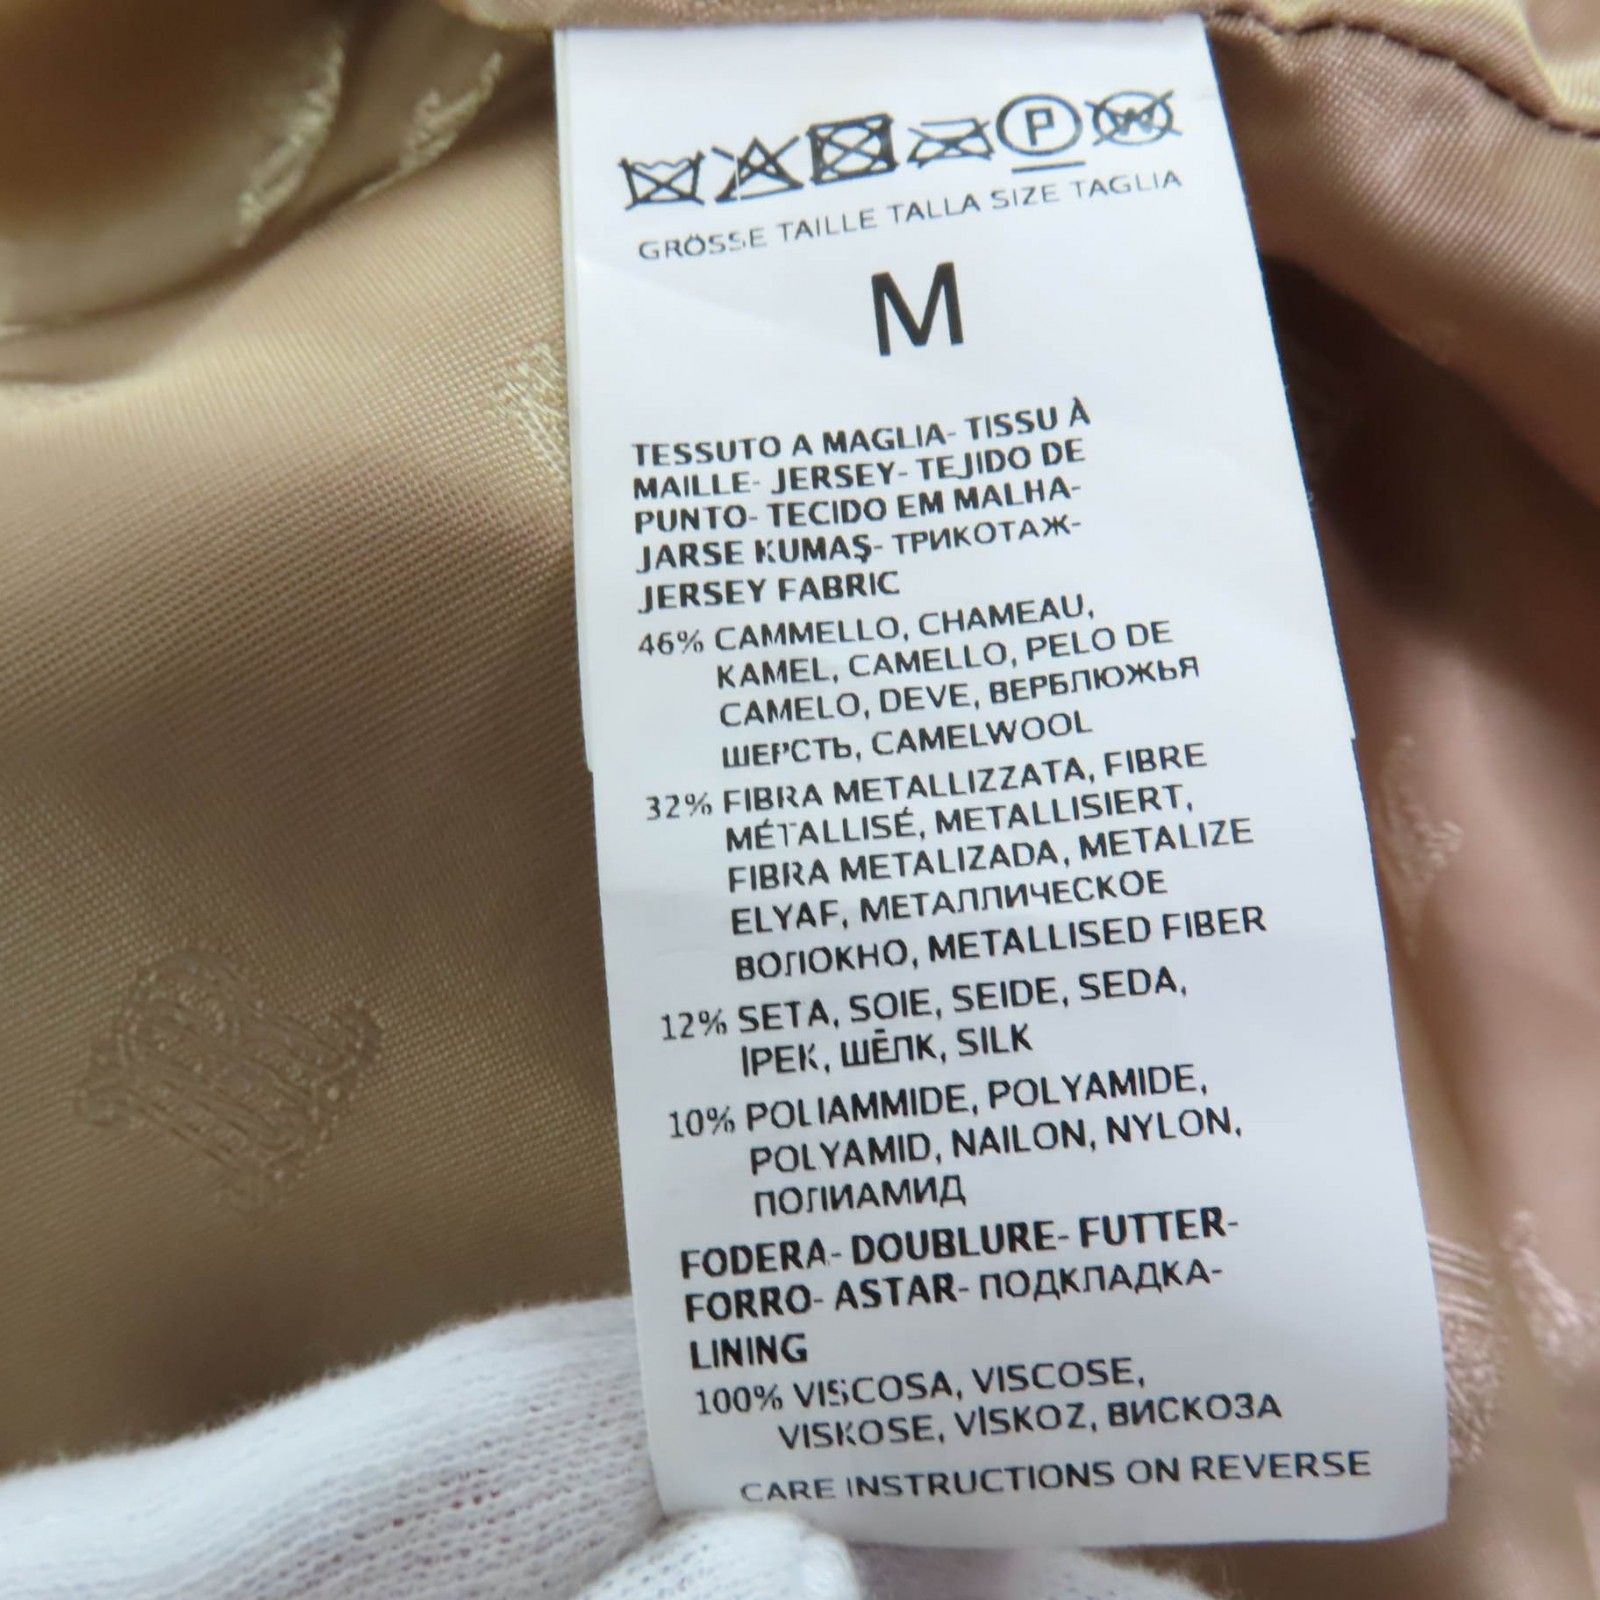 P W
GRÖSSE TAILLE TALLA SIZE TAGLIA
M
TESSUTO A MAGLIA- TISSU À
MAILLE- JERSEY- TEJIDO DE
PUNTO- TECIDO EM MALHA-
JARSE KUMAŞ- ТРИКОТАЖ-
JERSEY FABRIC
46% CAMMELLO, CHAMEAU,
KAMEL, CAMELLO, PELO DE
CAMELO, DEVE, ВЕРБЛЮЖЬЯ
ШЕРСТЬ, CAMELWOOL
32% FIBRA METALLIZZATA, FIBRE
MÉTALLISÉ, METALLISIERT,
FIBRA METALIZADA, METALIZE
ELYAF, МЕТАЛЛИЧЕСКОЕ
ВОЛОКНО, METALLISED FIBER
12% SETA, SOIE, SEIDE, SEDA,
IPEK, ШЁЛК, SILK
10% POLIAMMIDE, POLYAMIDE,
POLYAMID, NAILON, NYLON,
ПОЛИАМИД
FODERA- DOUBLURE- FUTTER-
FORRO- ASTAR- ПОДКЛАДКА-
LINING
100% VISCOSA, VISCOSE,
VISKOSE, VISKOZ, ВИСКОЗА
CARE INSTRUCTIONS ON REVERSE